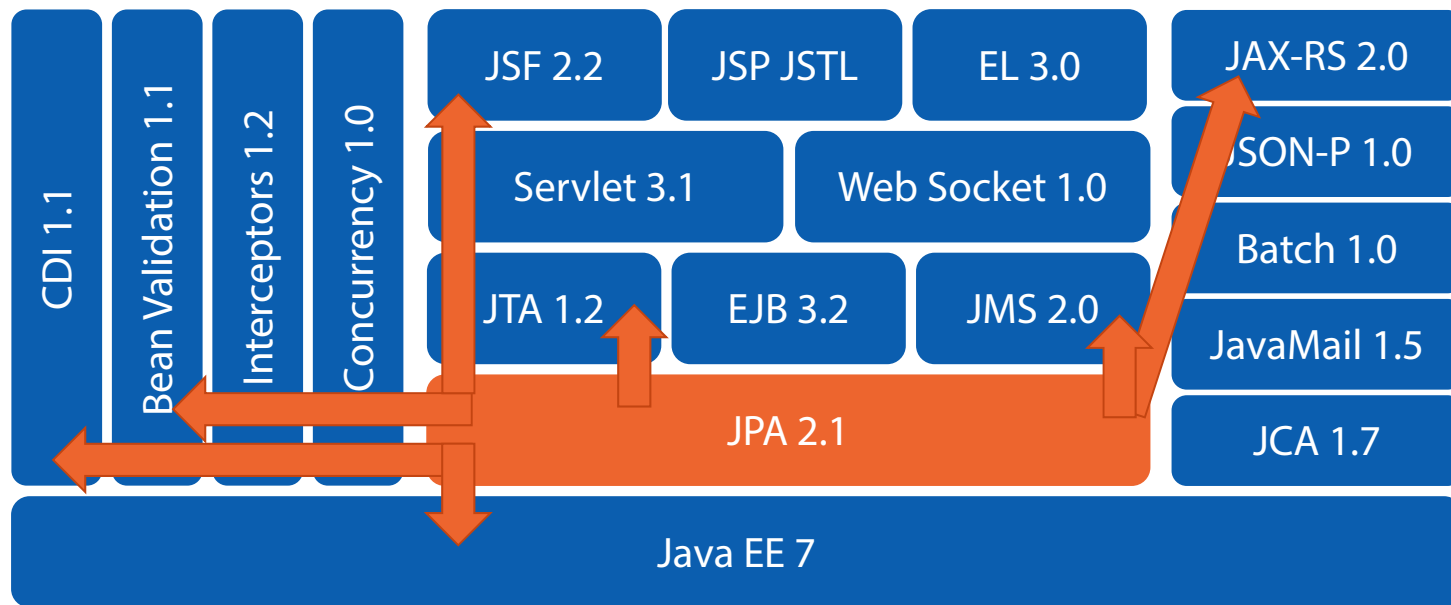 CDI 1.1
Bean Validation 1.1
Interceptors 1.2
Concurrency 1.0
JSF 2.2
JSP JSTL
EL 3.0
Servlet 3.1
Web Socket 1.0
JTA 1.2
EJB 3.2
JMS 2.0
JPA 2.1
JAX-RS 2.0
JSON-P 1.0
Batch 1.0
JavaMail 1.5
JCA 1.7
Java EE 7